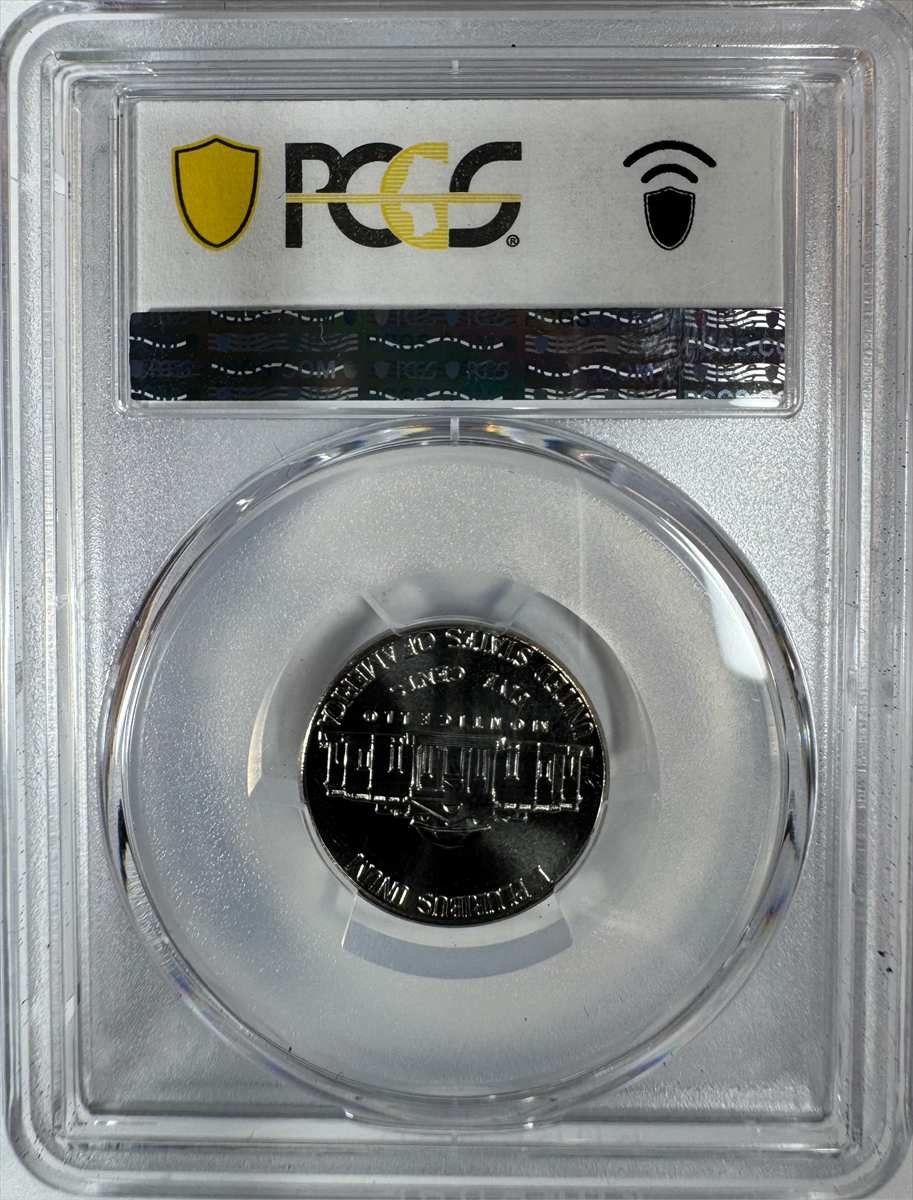 PCGS®
UNITED STATES OF AMERICA
FIVE CENTS
MONTICELLO
E PLURIBUS UNUM